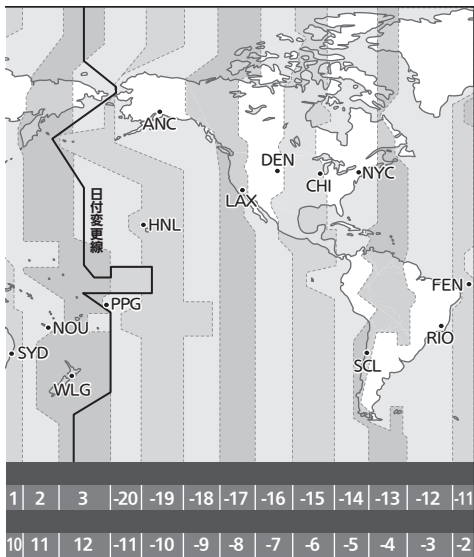 ANC
DEN
NYC
CHI
LAX
日付変更線
HNL
FEN
PPG
NOU
RIO
SYD
SCL
WLG
1 2 3 -20 -19 -18 -17 -16 -15 -14 -13 -12 -11
10 11 12 -11 -10 -9 -8 -7 -6 -5 -4 -3 -2